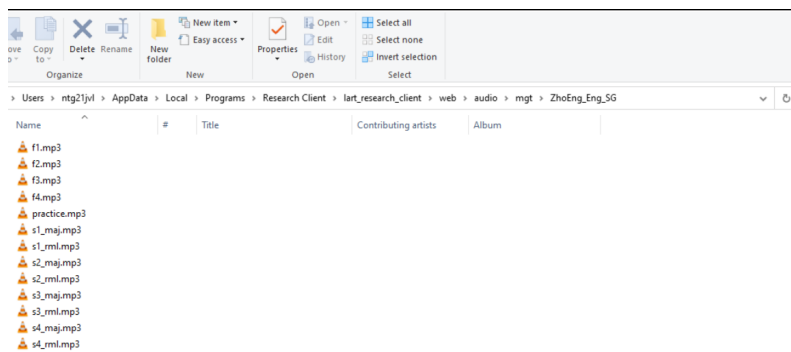 New item
Open
Select all
Easy access
Edit
Select none
Copy to
Delete
Rename
New folder
Properties
History
Invert selection
Organize
New
Open
Select
> Users > ntg21jvl > AppData > Local > Programs > Research Client > lart_research_client > web > audio > mgt > ZhoEng_Eng_SG
Name # Title Contributing artists Album
f1.mp3
f2.mp3
f3.mp3
f4.mp3
practice.mp3
s1_maj.mp3
s1_rml.mp3
s2_maj.mp3
s2_rml.mp3
s3_maj.mp3
s3_rml.mp3
s4_maj.mp3
s4_rml.mp3